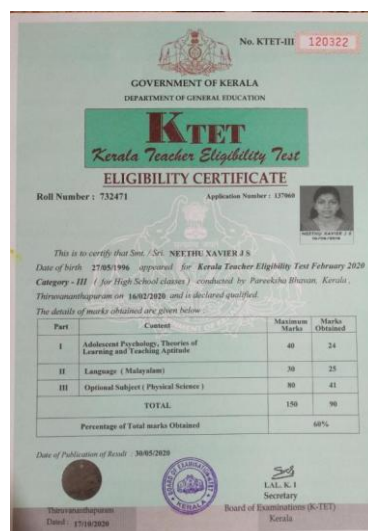 No. KTET-III 120322
GOVERNMENT OF KERALA
DEPARTMENT OF GENERAL EDUCATION
KTET
Kerala Teacher Eligibility Test
ELIGIBILITY CERTIFICATE
Roll Number : 732471 Application Number : 137060
NEETHU XAVIER J S
This is to certify that Smt. / Sri. NEETHU XAVIER J S
Date of birth 27/05/1996 appeared for Kerala Teacher Eligibility Test February 2020
Category - III ( for High School classes ) conducted by Pareeksha Bhavan, Kerala ,
Thiruvananthapuram on 16/02/2020 and is declared qualified.
The details of marks obtained are given below :
Part Content Maximum Marks Marks Obtained
I Adolescent Psychology, Theories of Learning and Teaching Aptitude 40 24
II Language ( Malayalam ) 30 25
III Optional Subject ( Physical Science ) 80 41
TOTAL 150 90
Percentage of Total marks Obtained 60%
Date of Publication of Result : 30/05/2020
LAL. K. I
Secretary
Thiruvananthapuram Board of Examinations (K-TET)
Dated : 17/10/2020 Kerala